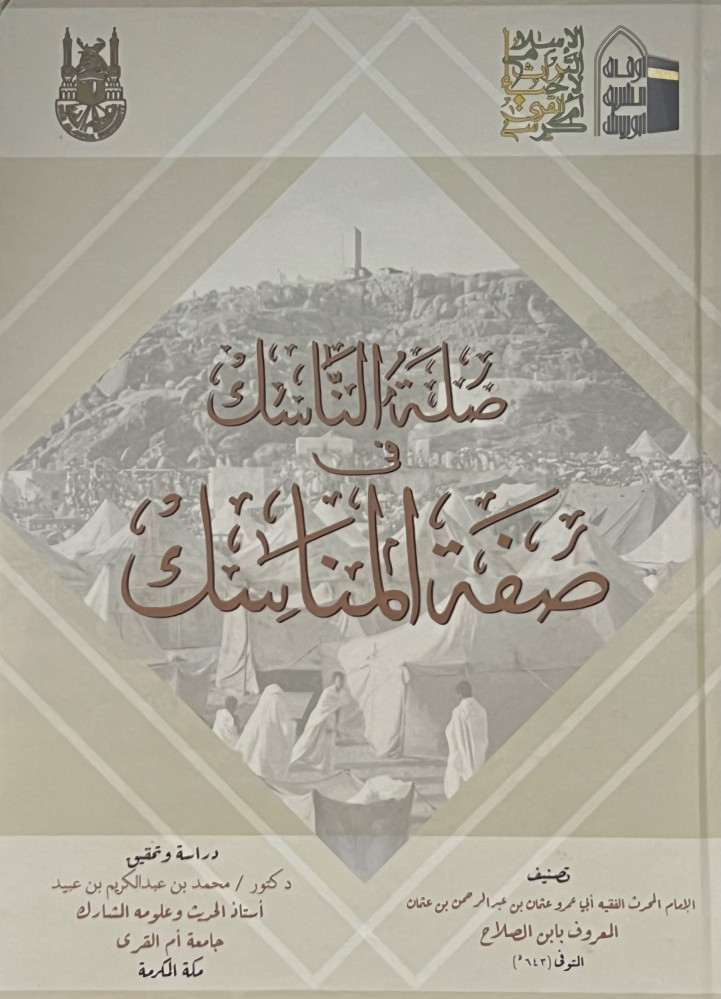 صلة الناسك
في
صفة المناسك
تصنيف
الإمام المحدث الفقيه أبي عمرو عثمان بن عبد الرحمن بن عثمان
المعروف بابن الصلاح
المتوفى (٦٤٣ ه)
دراسة وتحقيق
دكتور / محمد بن عبدالكريم بن عبيد
أستاذ الحديث وعلومه المشارك
جامعة أم القرى
مكة المكرمة